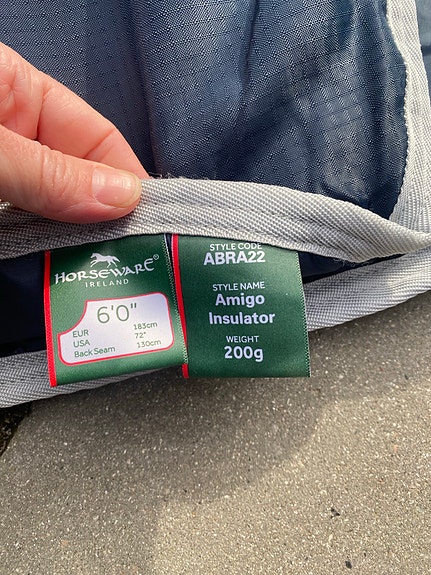 HORSEWARE®
IRELAND
6'0"
EUR 183cm
USA 72"
Back Seam 130cm
STYLE CODE
ABRA22
STYLE NAME
Amigo
Insulator
WEIGHT
200g